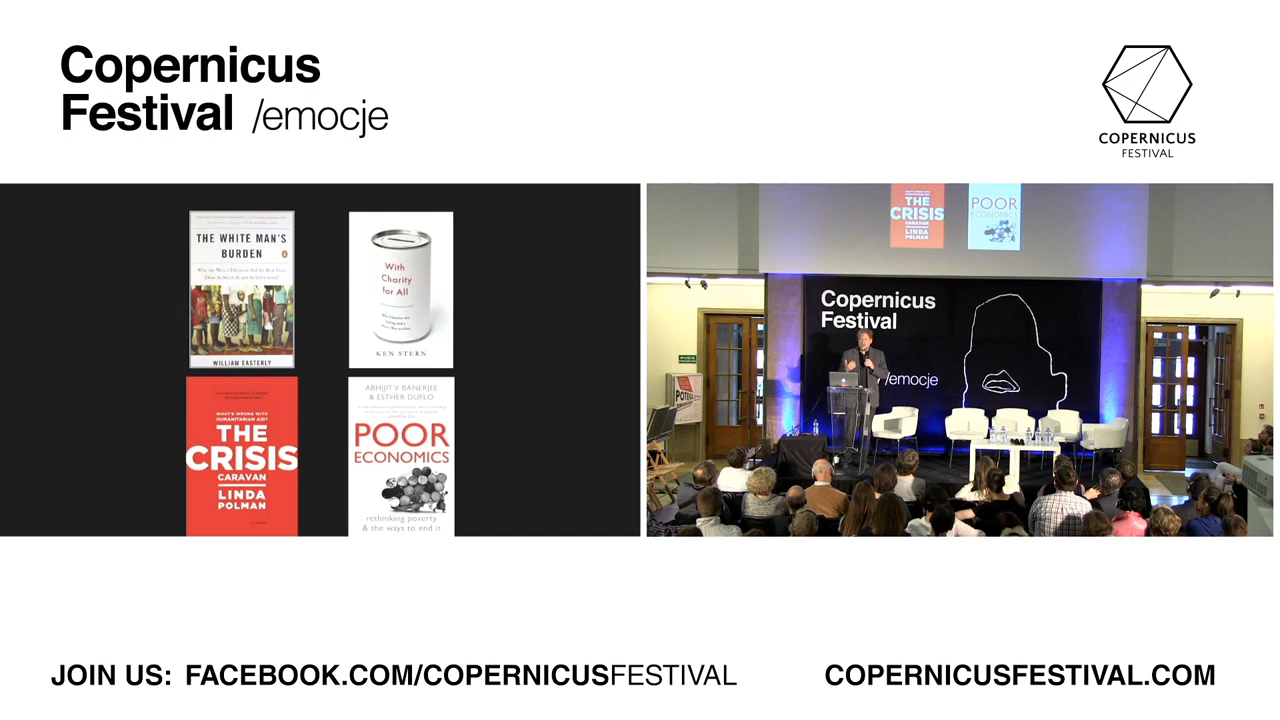 Copernicus
Festival /emocje
COPERNICUS
FESTIVAL
THE WHITE MAN'S
BURDEN
WILLIAM EASTERLY
With
Charity
for All
KEN STERN
WHAT'S WRONG WITH
HUMANITARIAN AID?
THE
CRISIS
CARAVAN
LINDA
POLMAN
ABHIJIT V. BANERJEE
& ESTHER DUFLO
POOR
ECONOMICS
rethinking poverty
& the ways to end it
THE
CRISIS
CARAVAN
LINDA
POLMAN
POOR
ECONOMICS
Copernicus
Festival
/emocje
JOIN US: FACEBOOK.COM/COPERNICUSFESTIVAL
COPERNICUSFESTIVAL.COM